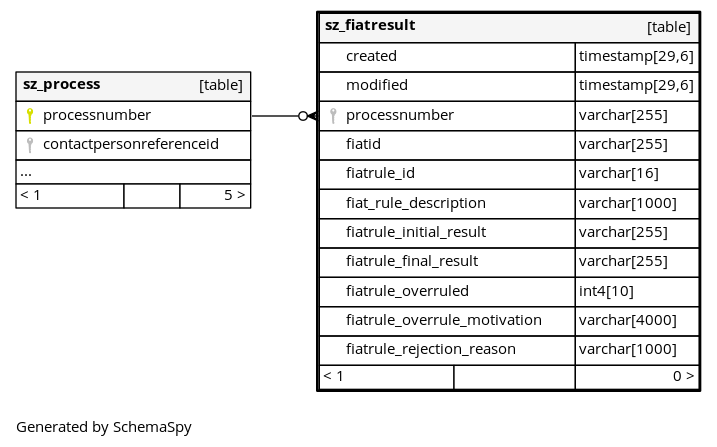 sz_process [table]
processnumber
contactpersonreferenceid
...
< 1 5 >
sz_fiatresult [table]
created timestamp[29,6]
modified timestamp[29,6]
processnumber varchar[255]
fiatid varchar[255]
fiatrule_id varchar[16]
fiat_rule_description varchar[1000]
fiatrule_initial_result varchar[255]
fiatrule_final_result varchar[255]
fiatrule_overruled int4[10]
fiatrule_overrule_motivation varchar[4000]
fiatrule_rejection_reason varchar[1000]
< 1 0 >
Generated by SchemaSpy